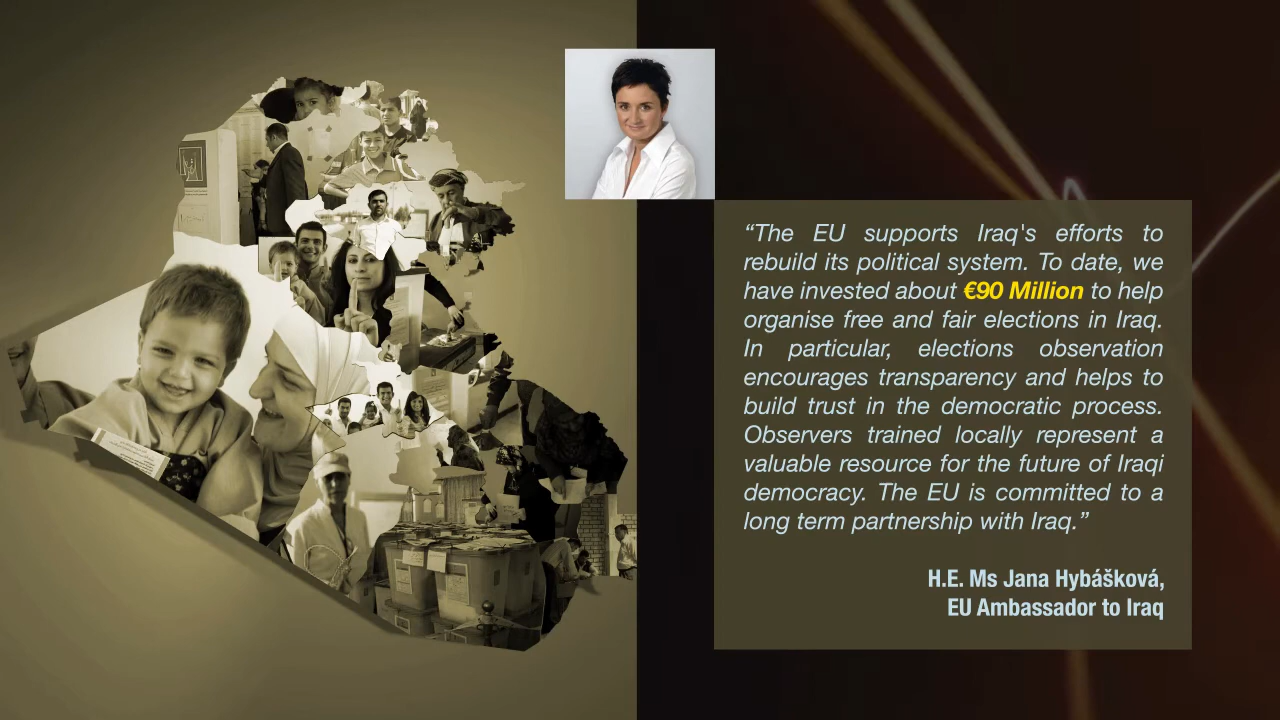 “The EU supports Iraq's efforts to
rebuild its political system. To date, we
have invested about €90 Million to help
organise free and fair elections in Iraq.
In particular, elections observation
encourages transparency and helps to
build trust in the democratic process.
Observers trained locally represent a
valuable resource for the future of Iraqi
democracy. The EU is committed to a
long term partnership with Iraq.”
H.E. Ms Jana Hybášková,
EU Ambassador to Iraq